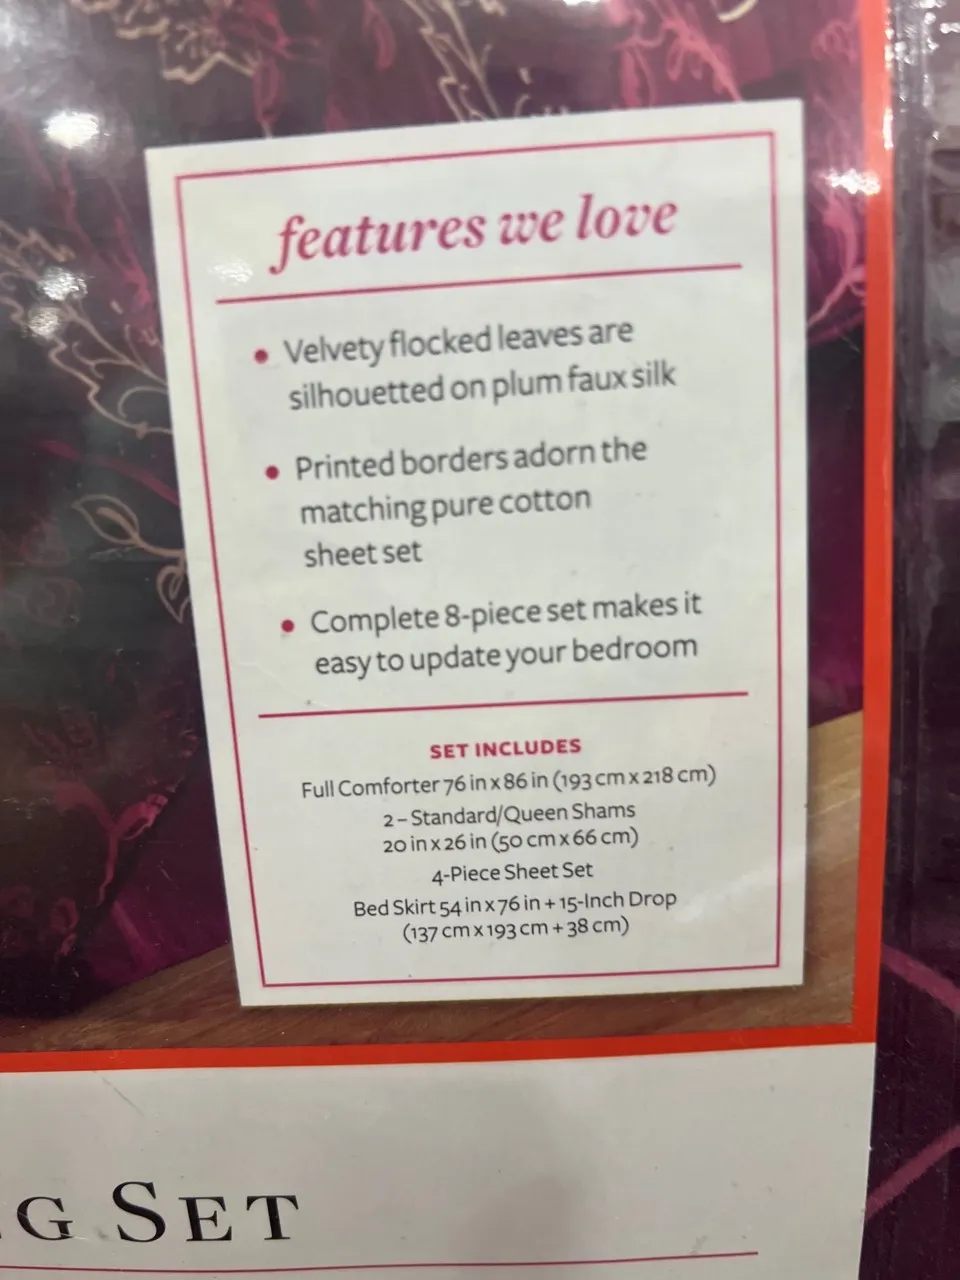 features we love
• Velvety flocked leaves are
silhouetted on plum faux silk
• Printed borders adorn the
matching pure cotton
sheet set
• Complete 8-piece set makes it
easy to update your bedroom
SET INCLUDES
Full Comforter 76 in x 86 in (193 cm x 218 cm)
2 – Standard/Queen Shams
20 in x 26 in (50 cm x 66 cm)
4-Piece Sheet Set
Bed Skirt 54 in x 76 in + 15-Inch Drop
(137 cm x 193 cm + 38 cm)
G SET